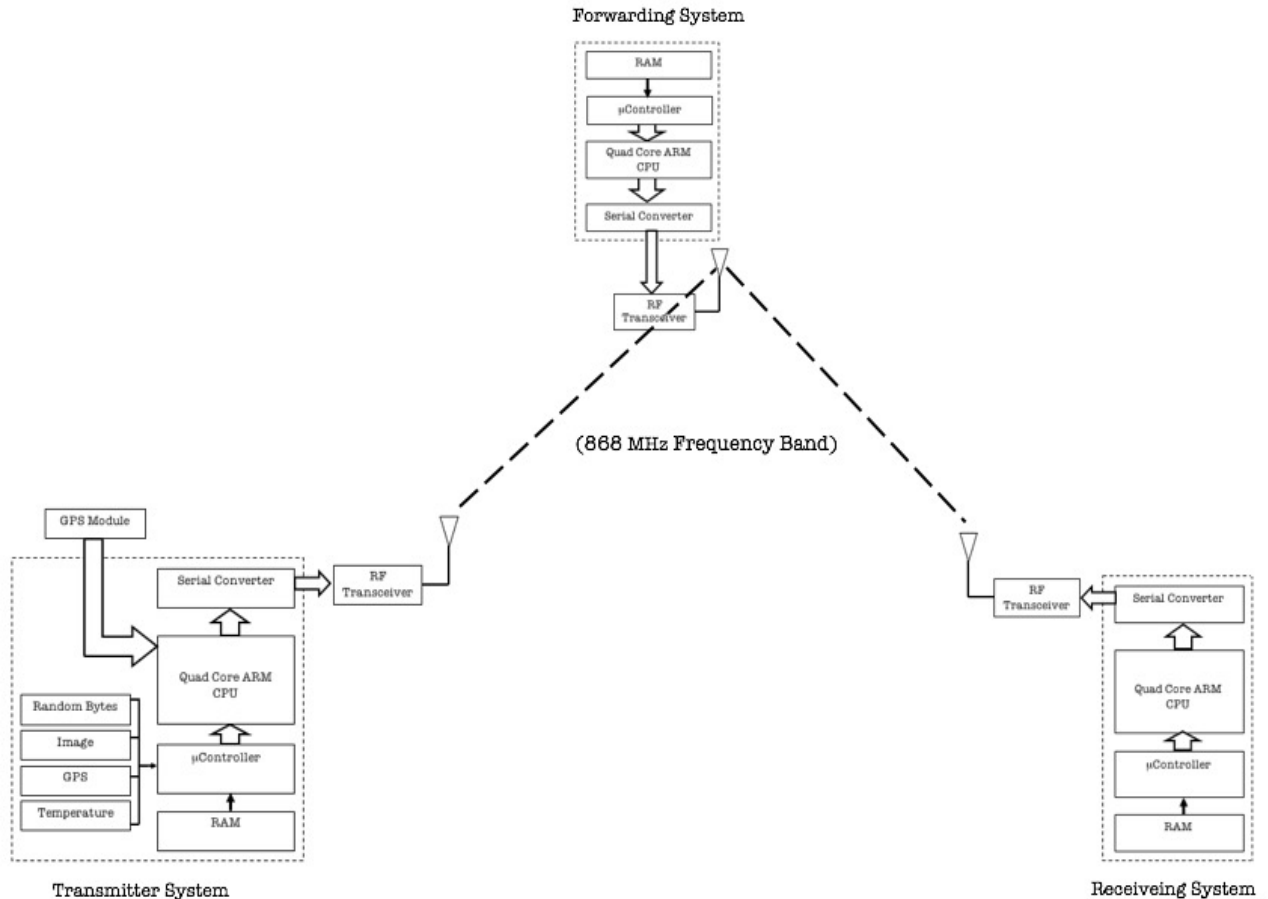 Forwarding System
RAM
μController
Quad Core ARM
CPU
Serial Converter
RF
Transceiver
(868 MHz Frequency Band)
GPS Module
Serial Converter
RF
Transceiver
Quad Core ARM
CPU
Random Bytes
Image
GPS
Temperature
μController
RAM
Transmitter System
RF
Transceiver
Serial Converter
Quad Core ARM
CPU
μController
RAM
Receiveing System